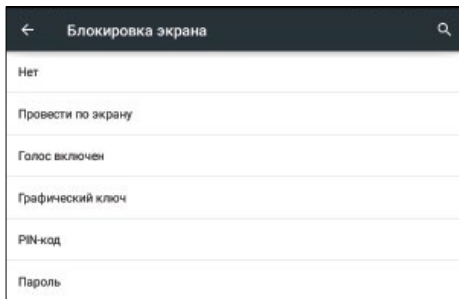 Блокировка экрана
Нет
Провести по экрану
Голос включен
Графический ключ
PIN-код
Пароль